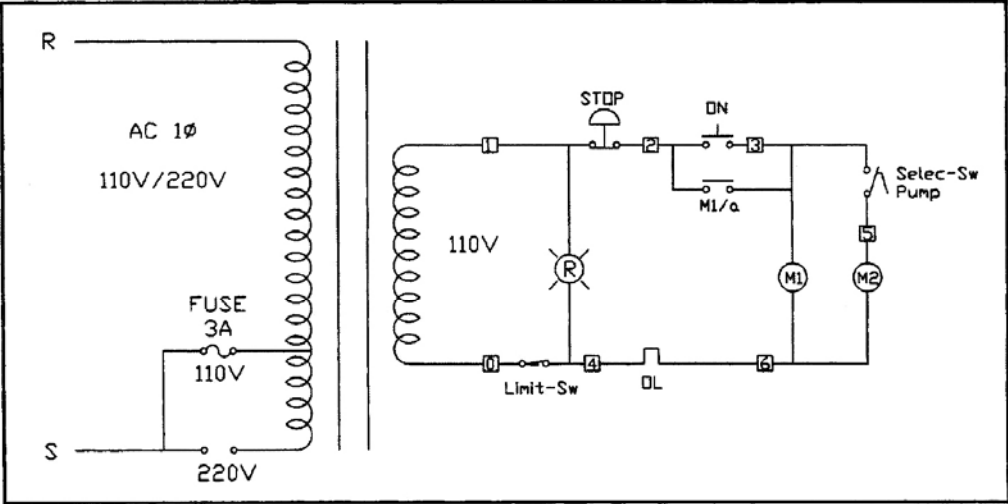 R
AC 1Ø
110V/220V
FUSE
3A
110V
S
220V
STOP
ON
1
2
3
M1/a
Selec-Sw
Pump
5
110V
R
M1
M2
0
Limit-Sw
4
OL
6